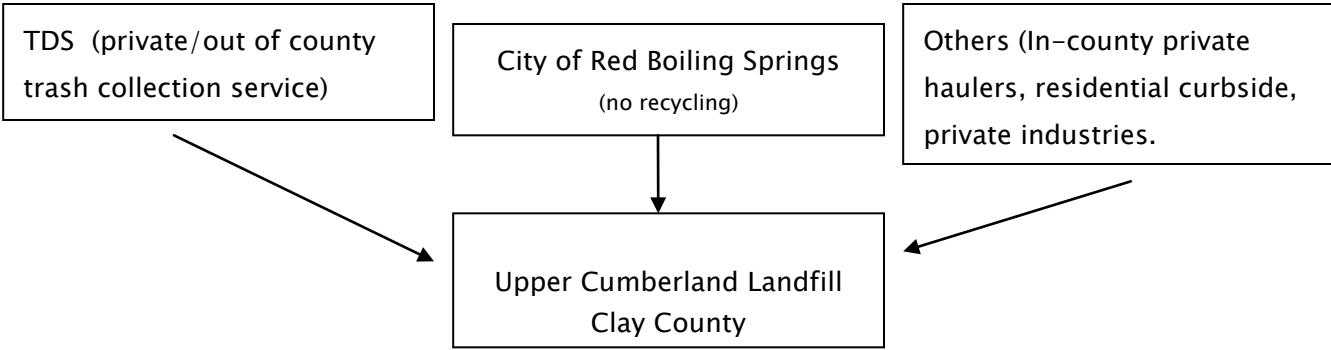 TDS (private/out of county
trash collection service)
City of Red Boiling Springs
(no recycling)
Others (In-county private
haulers, residential curbside,
private industries.
Upper Cumberland Landfill
Clay County